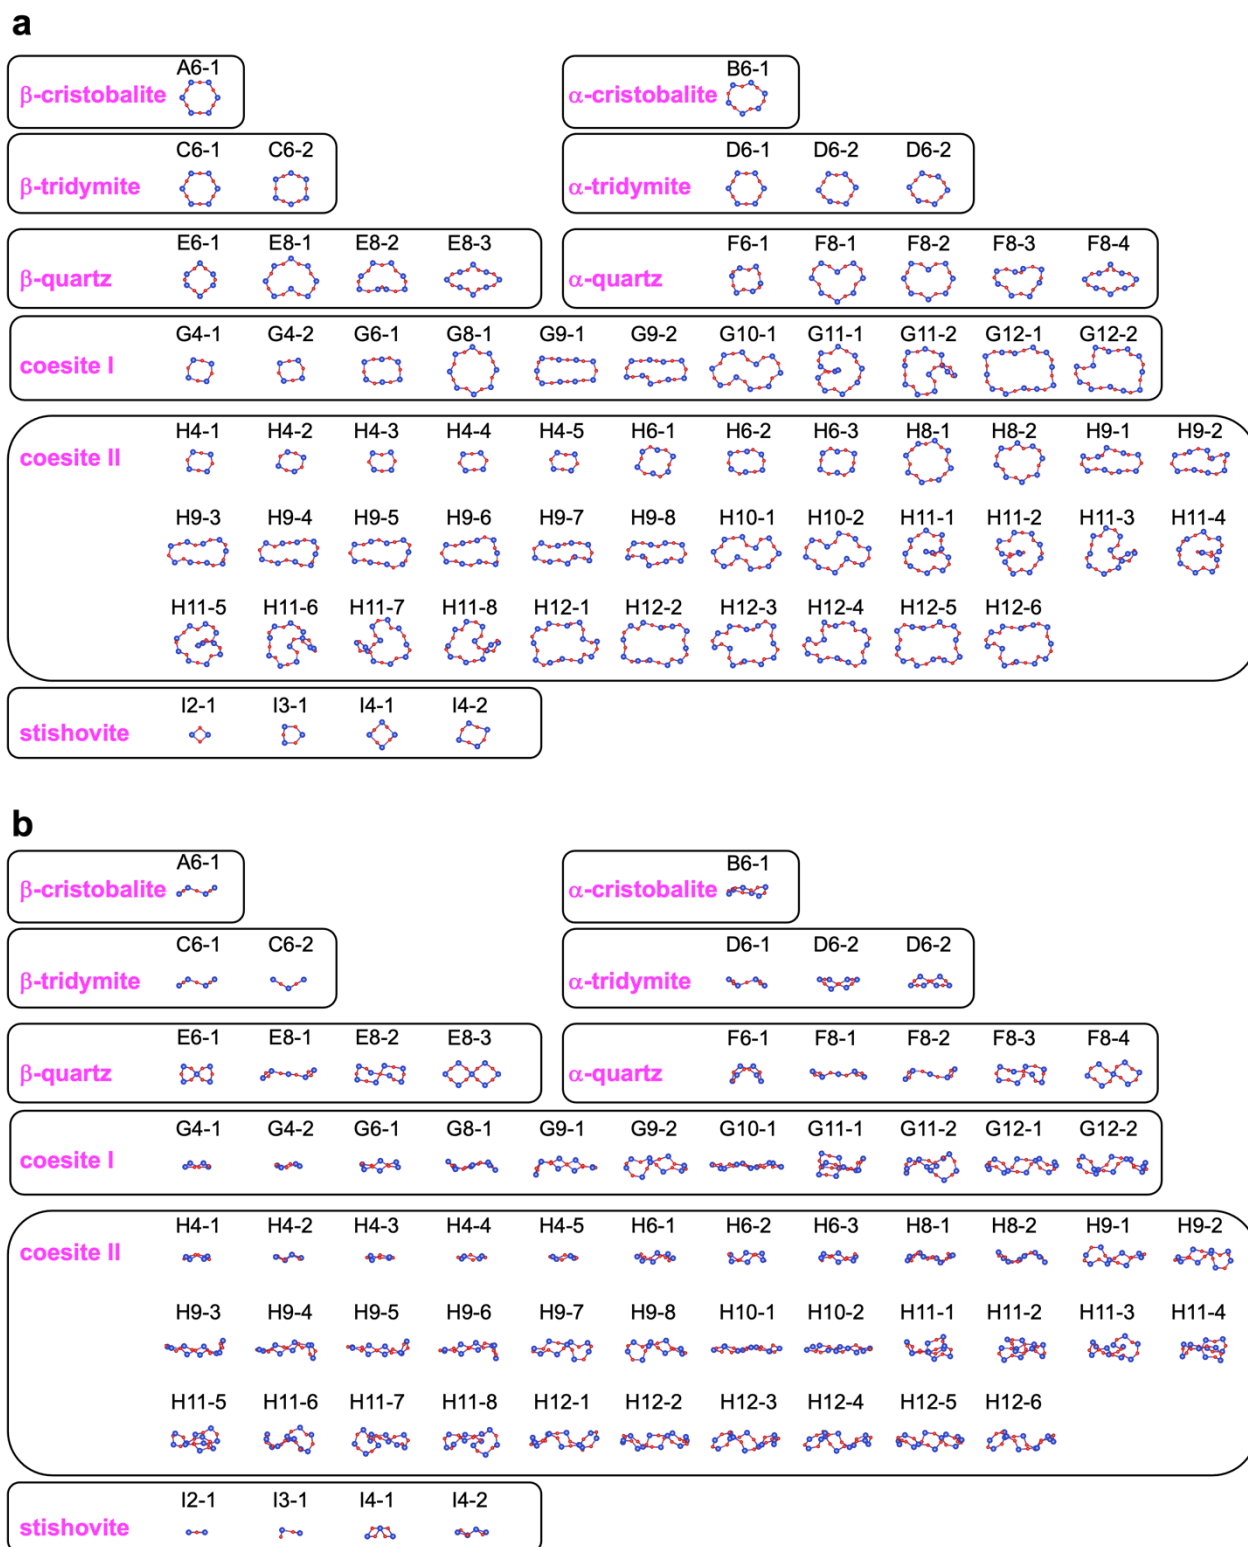 a
A6-1
β-cristobalite
B6-1
α-cristobalite
C6-1 C6-2
β-tridymite
D6-1 D6-2 D6-2
α-tridymite
E6-1 E8-1 E8-2 E8-3
β-quartz
F6-1 F8-1 F8-2 F8-3 F8-4
α-quartz
G4-1 G4-2 G6-1 G8-1 G9-1 G9-2 G10-1 G11-1 G11-2 G12-1 G12-2
coesite I
H4-1 H4-2 H4-3 H4-4 H4-5 H6-1 H6-2 H6-3 H8-1 H8-2 H9-1 H9-2
coesite II
H9-3 H9-4 H9-5 H9-6 H9-7 H9-8 H10-1 H10-2 H11-1 H11-2 H11-3 H11-4
H11-5 H11-6 H11-7 H11-8 H12-1 H12-2 H12-3 H12-4 H12-5 H12-6
I2-1 I3-1 I4-1 I4-2
stishovite
b
A6-1
β-cristobalite
B6-1
α-cristobalite
C6-1 C6-2
β-tridymite
D6-1 D6-2 D6-2
α-tridymite
E6-1 E8-1 E8-2 E8-3
β-quartz
F6-1 F8-1 F8-2 F8-3 F8-4
α-quartz
G4-1 G4-2 G6-1 G8-1 G9-1 G9-2 G10-1 G11-1 G11-2 G12-1 G12-2
coesite I
H4-1 H4-2 H4-3 H4-4 H4-5 H6-1 H6-2 H6-3 H8-1 H8-2 H9-1 H9-2
coesite II
H9-3 H9-4 H9-5 H9-6 H9-7 H9-8 H10-1 H10-2 H11-1 H11-2 H11-3 H11-4
H11-5 H11-6 H11-7 H11-8 H12-1 H12-2 H12-3 H12-4 H12-5 H12-6
I2-1 I3-1 I4-1 I4-2
stishovite